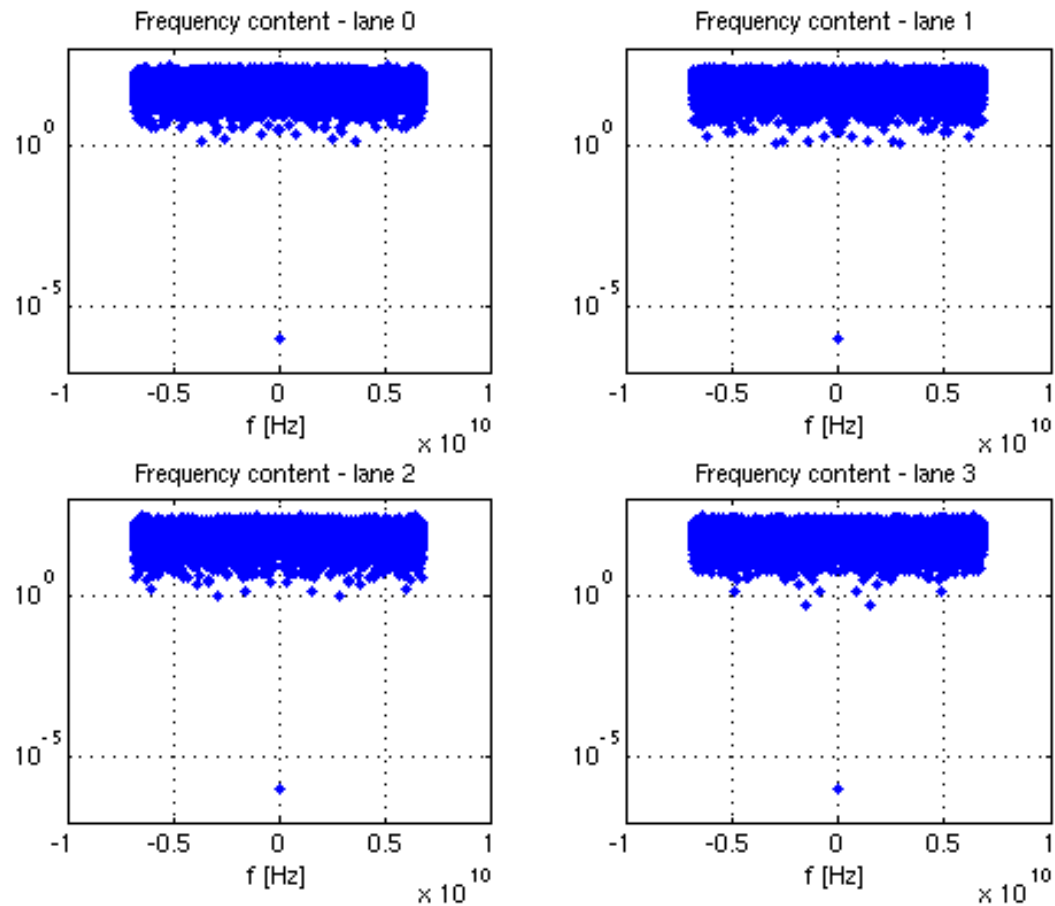 Frequency content - lane 0
10^0
10^-5
-1 -0.5 0 0.5 1
f [Hz]
x 10^10
Frequency content - lane 1
10^0
10^-5
-1 -0.5 0 0.5 1
f [Hz]
x 10^10
Frequency content - lane 2
10^0
10^-5
-1 -0.5 0 0.5 1
f [Hz]
x 10^10
Frequency content - lane 3
10^0
10^-5
-1 -0.5 0 0.5 1
f [Hz]
x 10^10